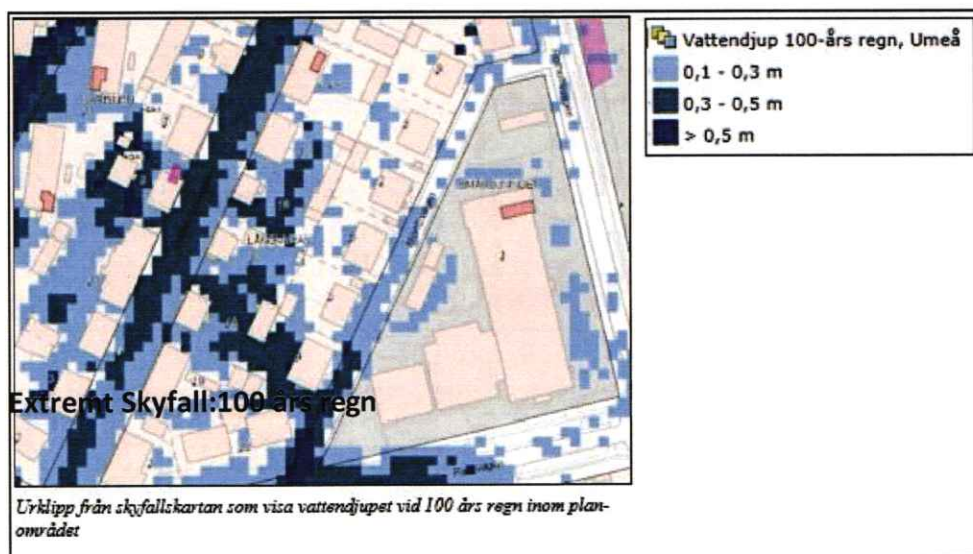 Vattendjup 100-års regn, Umeå
0,1 - 0,3 m
0,3 - 0,5 m
> 0,5 m
Extremt Skyfall:100 års regn
Urklipp från skyfallskartan som visa vattendjupet vid 100 års regn inom plan-
området